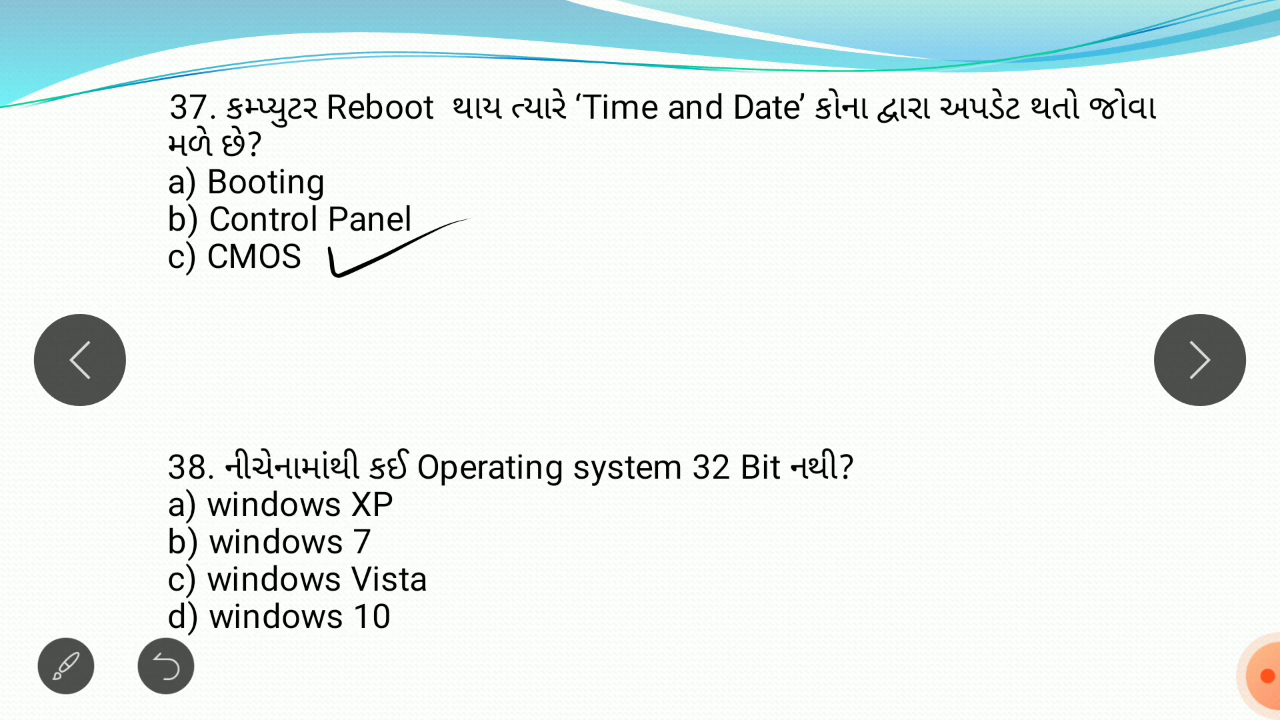 37. કમ્પ્યુટર Reboot થાય ત્યારે ‘Time and Date’ કોના દ્વારા અપડેટ થતો જોવા
મળે છે?
a) Booting
b) Control Panel
c) CMOS
38. નીચેનામાંથી કઈ Operating system 32 Bit નથી?
a) windows XP
b) windows 7
c) windows Vista
d) windows 10